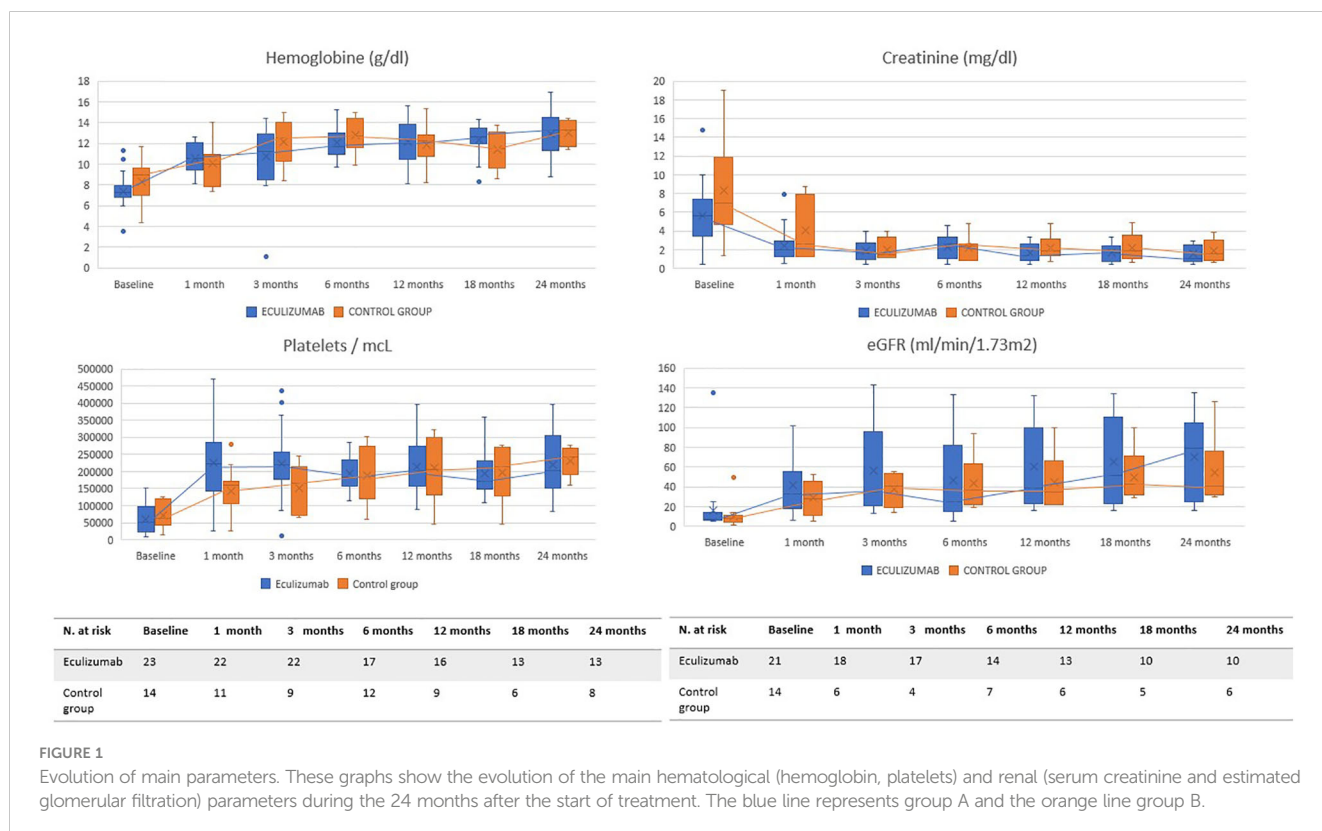 Hemoglobine (g/dl)
18
16
14
12
10
8
6
4
2
0
Baseline 1 month 3 months 6 months 12 months 18 months 24 months
ECULIZUMAB CONTROL GROUP
Creatinine (mg/dl)
20
18
16
14
12
10
8
6
4
2
0
Baseline 1 month 3 months 6 months 12 months 18 months 24 months
ECULIZUMAB CONTROL GROUP
Platelets / mcL
500000
450000
400000
350000
300000
250000
200000
150000
100000
50000
0
Baseline 1 month 3 months 6 months 12 months 18 months 24 months
Eculizumab Control group
eGFR (ml/min/1.73m2)
160
140
120
100
80
60
40
20
0
Baseline 1 month 3 months 6 months 12 months 18 months 24 months
ECULIZUMAB CONTROL GROUP
N. at risk Baseline 1 month 3 months 6 months 12 months 18 months 24 months
Eculizumab 23 22 22 17 16 13 13
Control 14 11 9 12 9 6 8
group
N. at risk Baseline 1 month 3 months 6 months 12 months 18 months 24 months
Eculizumab 21 18 17 14 13 10 10
Control 14 6 4 7 6 5 6
group
FIGURE 1
Evolution of main parameters. These graphs show the evolution of the main hematological (hemoglobin, platelets) and renal (serum creatinine and estimated
glomerular filtration) parameters during the 24 months after the start of treatment. The blue line represents group A and the orange line group B.